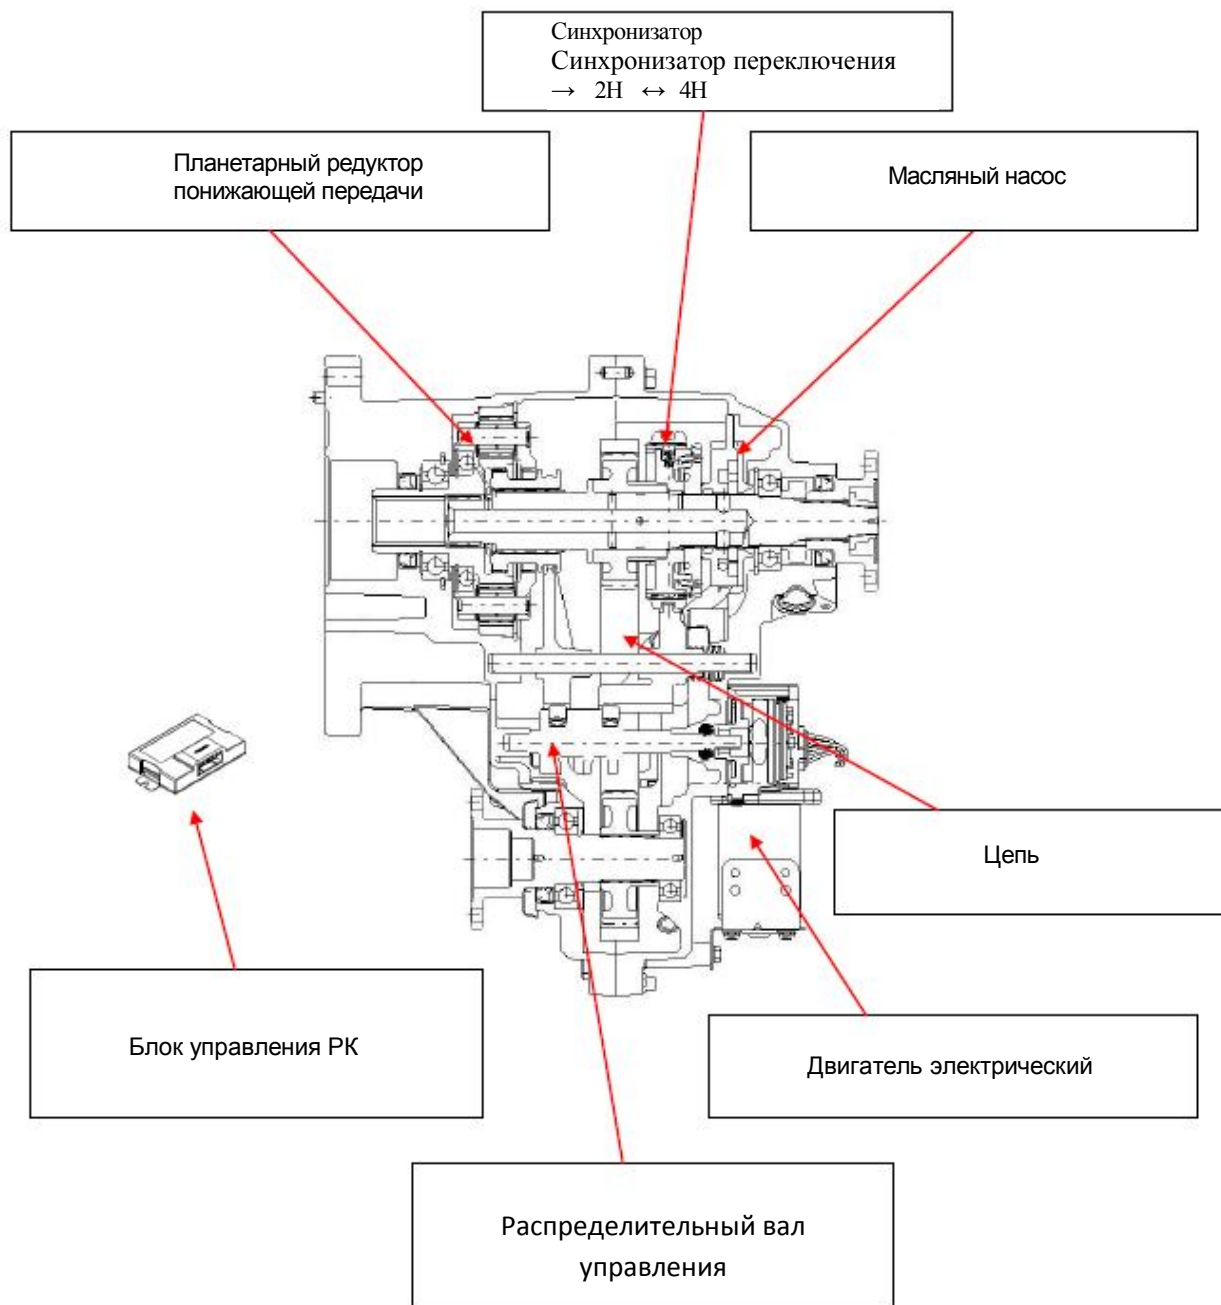 Синхронизатор
Синхронизатор переключения
→ 2H ↔ 4H
Планетарный редуктор
понижающей передачи
Масляный насос
Цепь
Блок управления РК
Двигатель электрический
Распределительный вал
управления